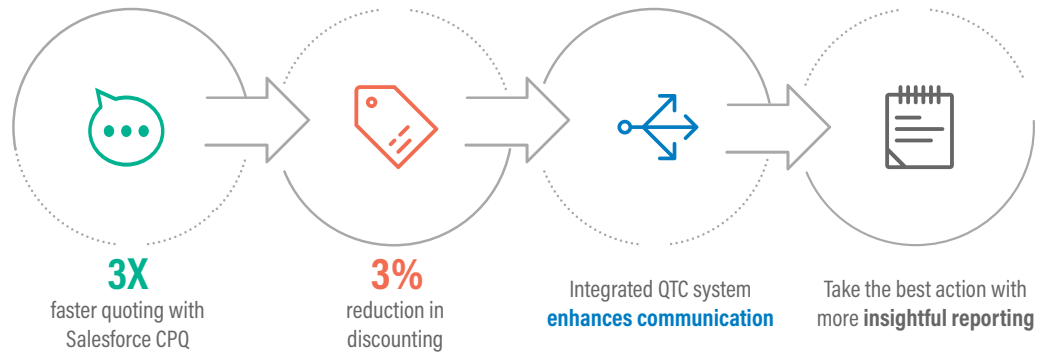 3X
faster quoting with
Salesforce CPQ
3%
reduction in
discounting
Integrated QTC system
enhances communication
Take the best action with
more insightful reporting